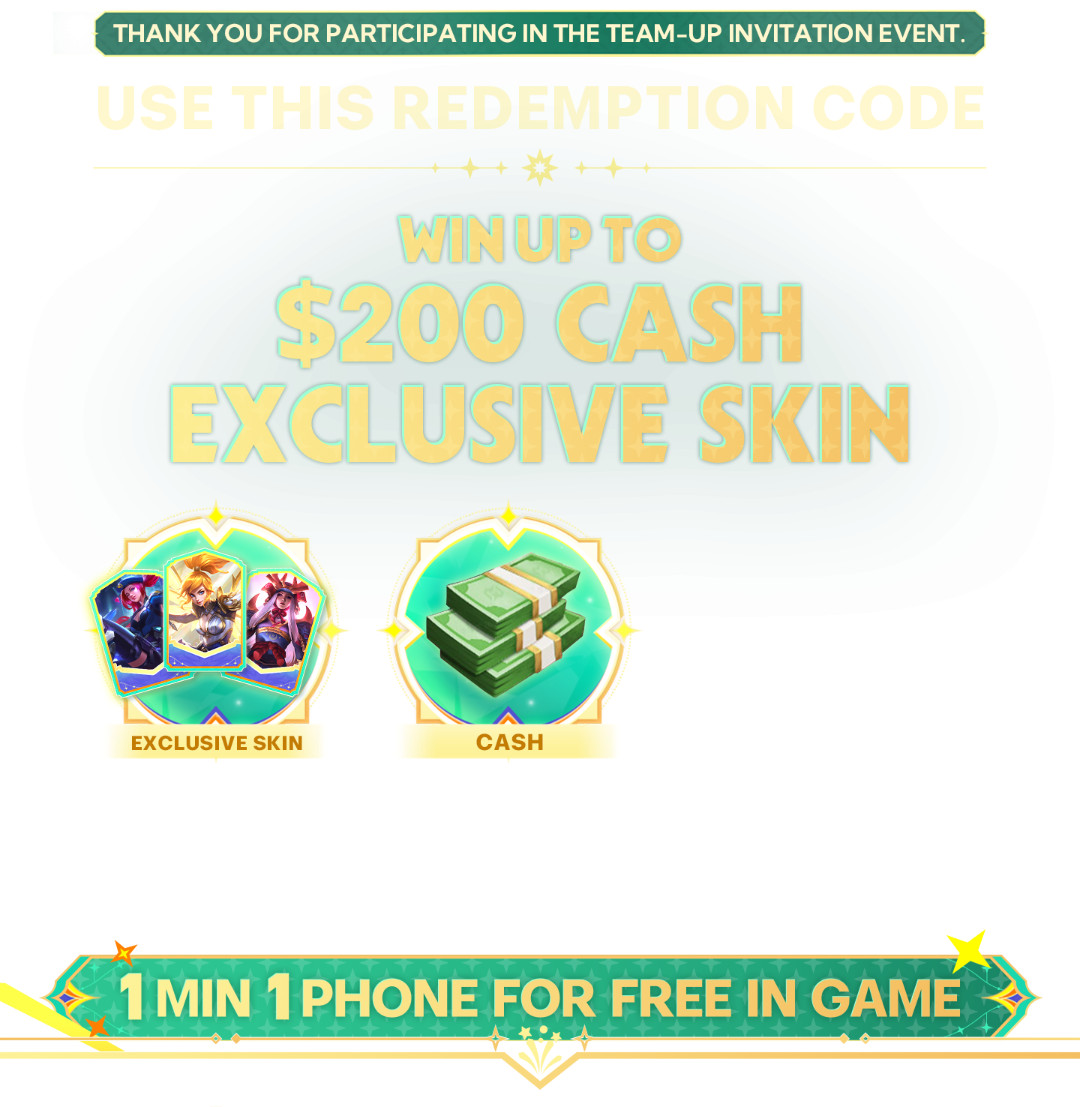 THANK YOU FOR PARTICIPATING IN THE TEAM-UP INVITATION EVENT.
USE THIS REDEMPTION CODE
WIN UP TO
$200 CASH
EXCLUSIVE SKIN
EXCLUSIVE SKIN
CASH
1 MIN 1 PHONE FOR FREE IN GAME